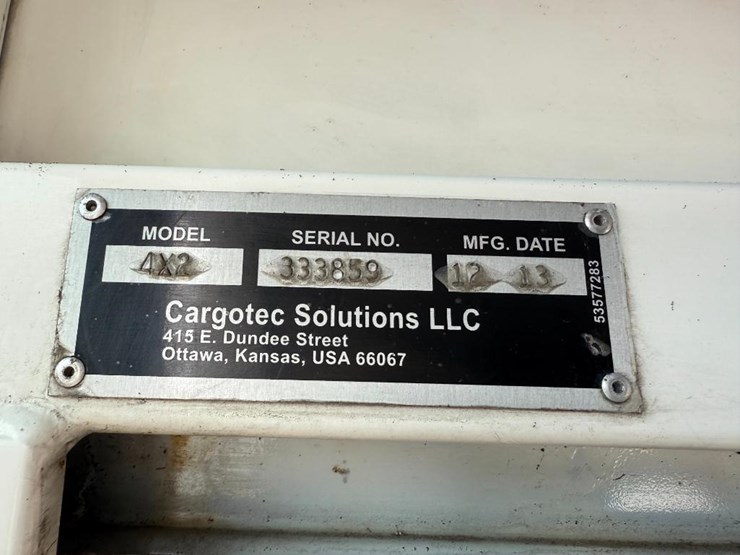 MODEL SERIAL NO. MFG. DATE
4X2 333859 12 13
Cargotec Solutions LLC
415 E. Dundee Street
Ottawa, Kansas, USA 66067
53577283